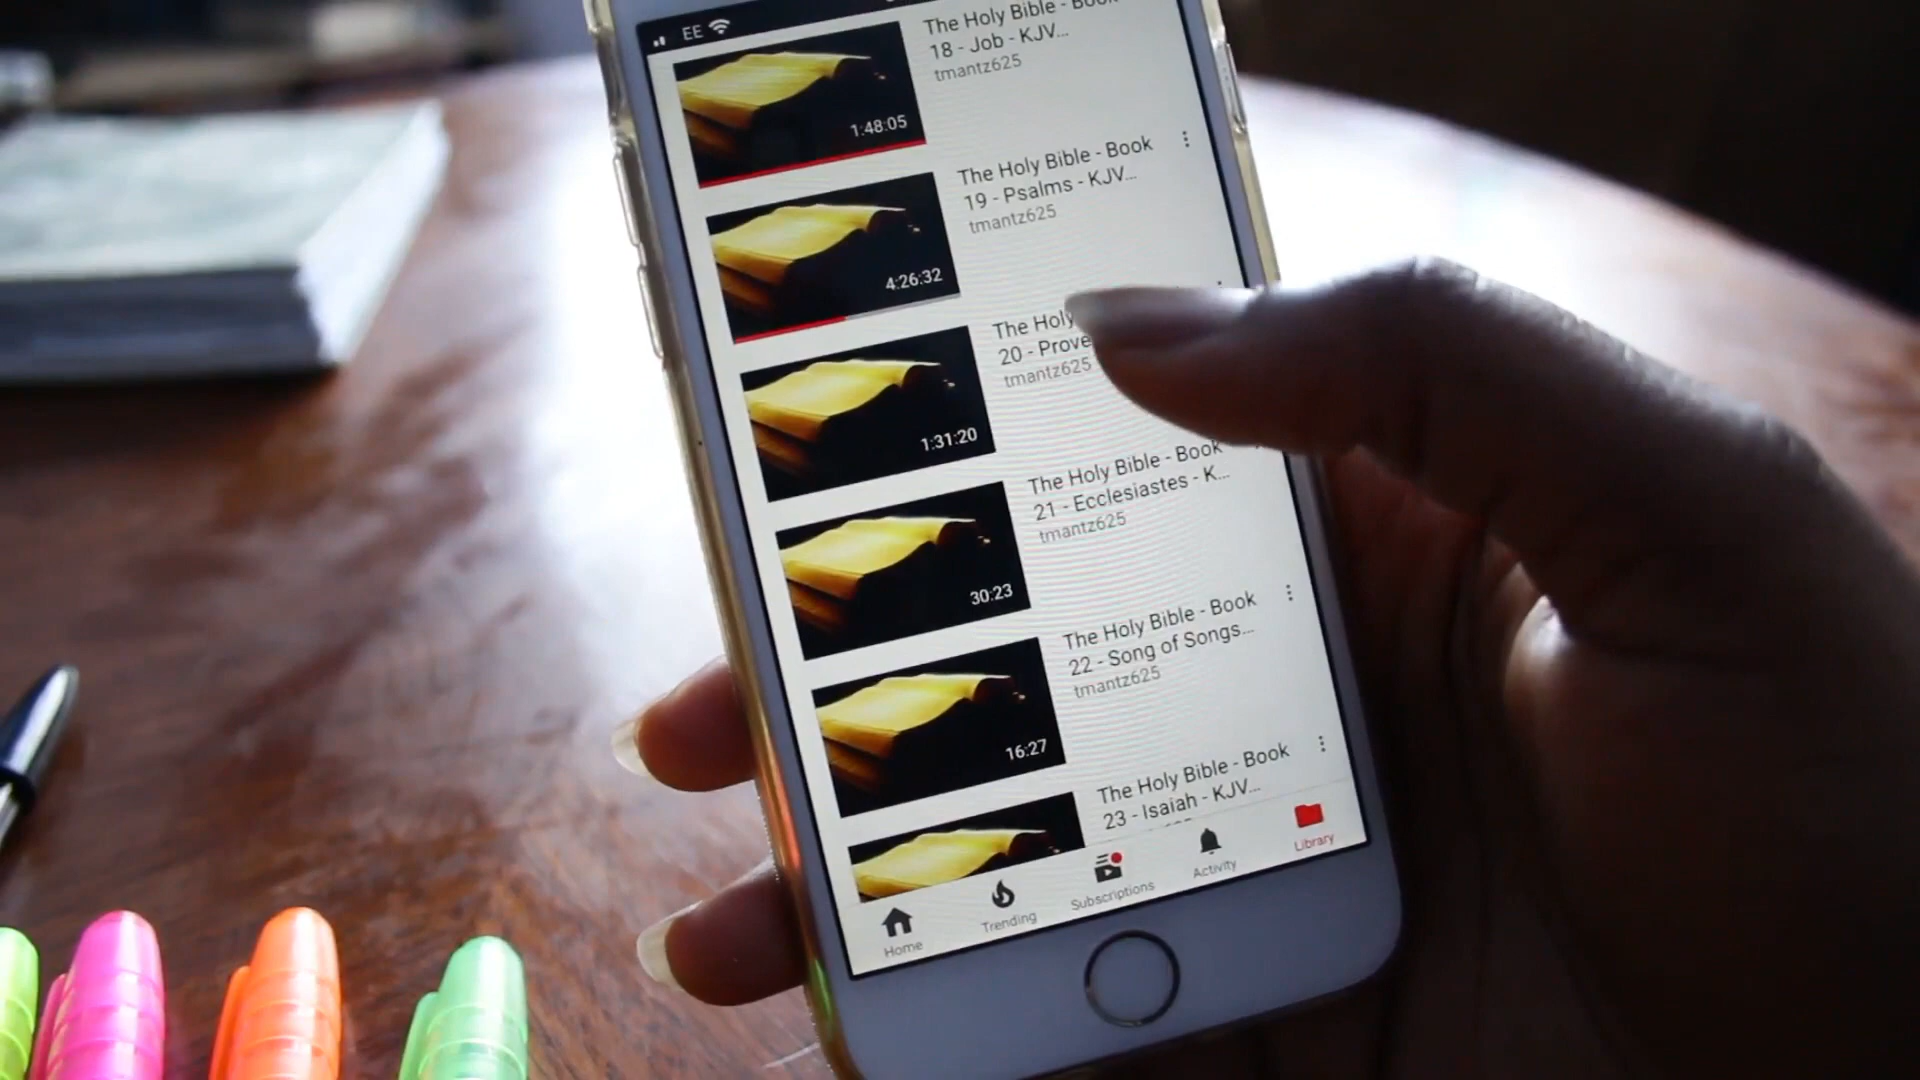 EE
The Holy Bible - Book
18 - Job - KJV...
tmantz625
1:48:05
The Holy Bible - Book
19 - Psalms - KJV...
tmantz625
4:26:32
The Holy
20 - Prove
tmantz625
1:31:20
The Holy Bible - Book
21 - Ecclesiastes - K...
tmantz625
30:23
The Holy Bible - Book
22 - Song of Songs...
tmantz625
16:27
The Holy Bible - Book
23 - Isaiah - KJV...
Home
Trending
Subscriptions
Activity
Library